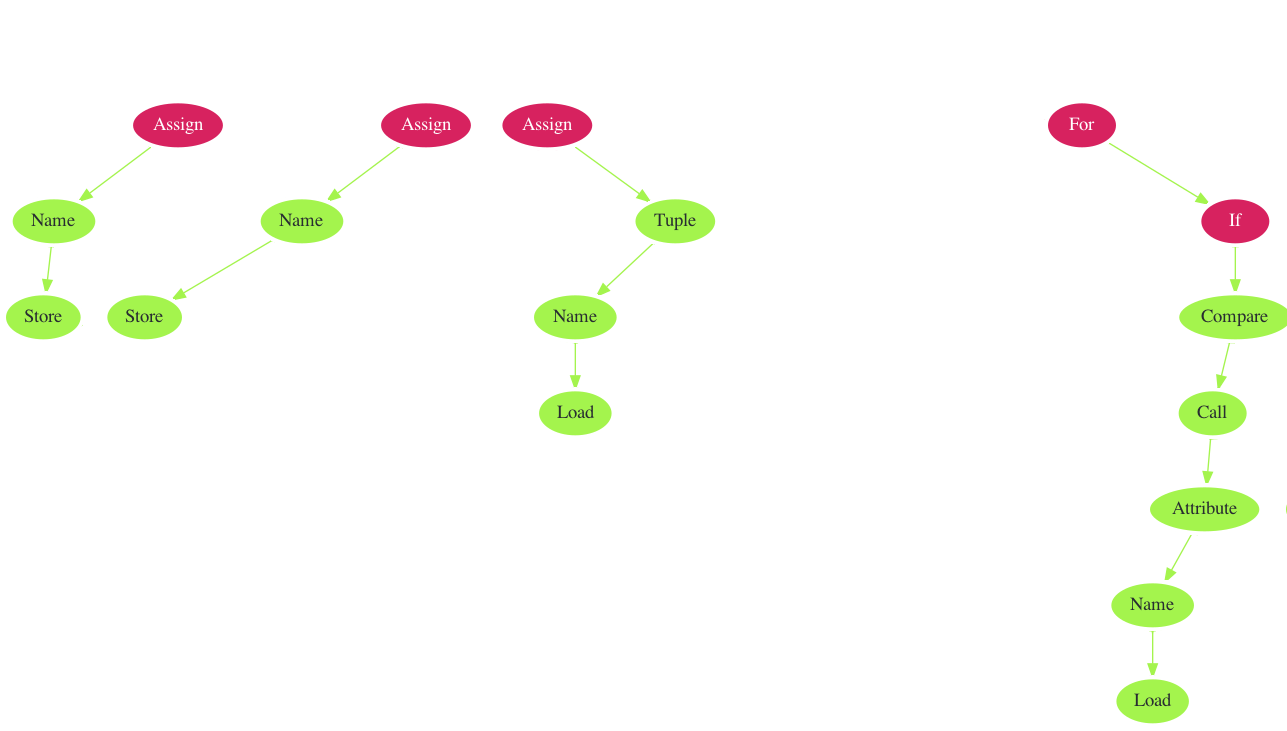 Assign Assign Assign For
Name Name Tuple If
Store Store Name Compare
Load Call
Attribute
Name
Load